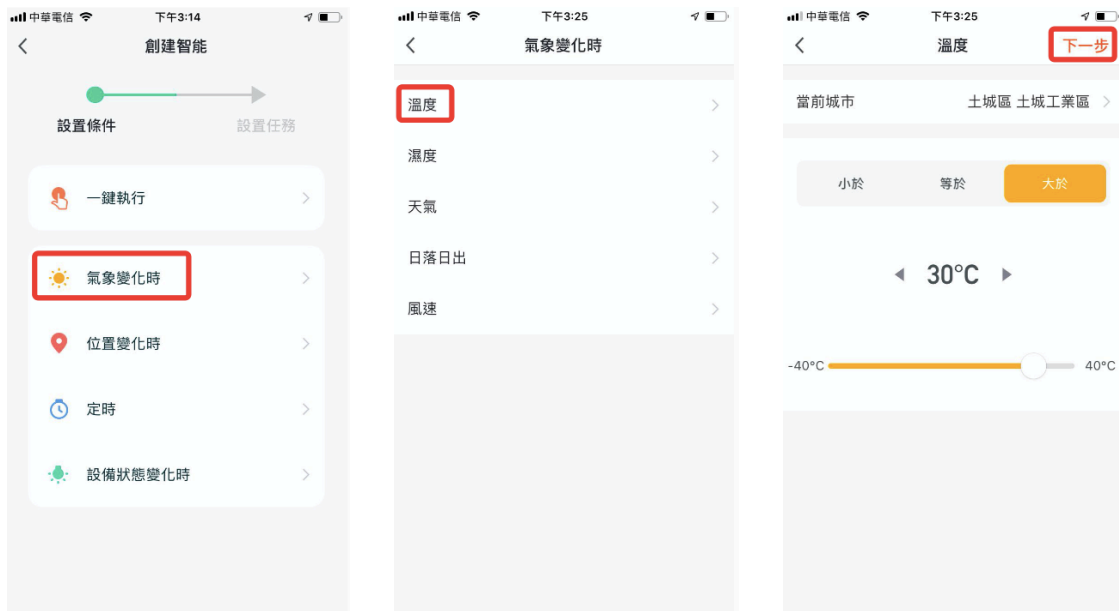 中華電信
下午3:14
創建智能
設置條件
設置任務
一鍵執行
氣象變化時
位置變化時
定時
設備狀態變化時
中華電信
下午3:25
氣象變化時
溫度
濕度
天氣
日落日出
風速
中華電信
下午3:25
溫度
下一步
當前城市
土城區 土城工業區
小於
等於
大於
30°C
-40°C
40°C